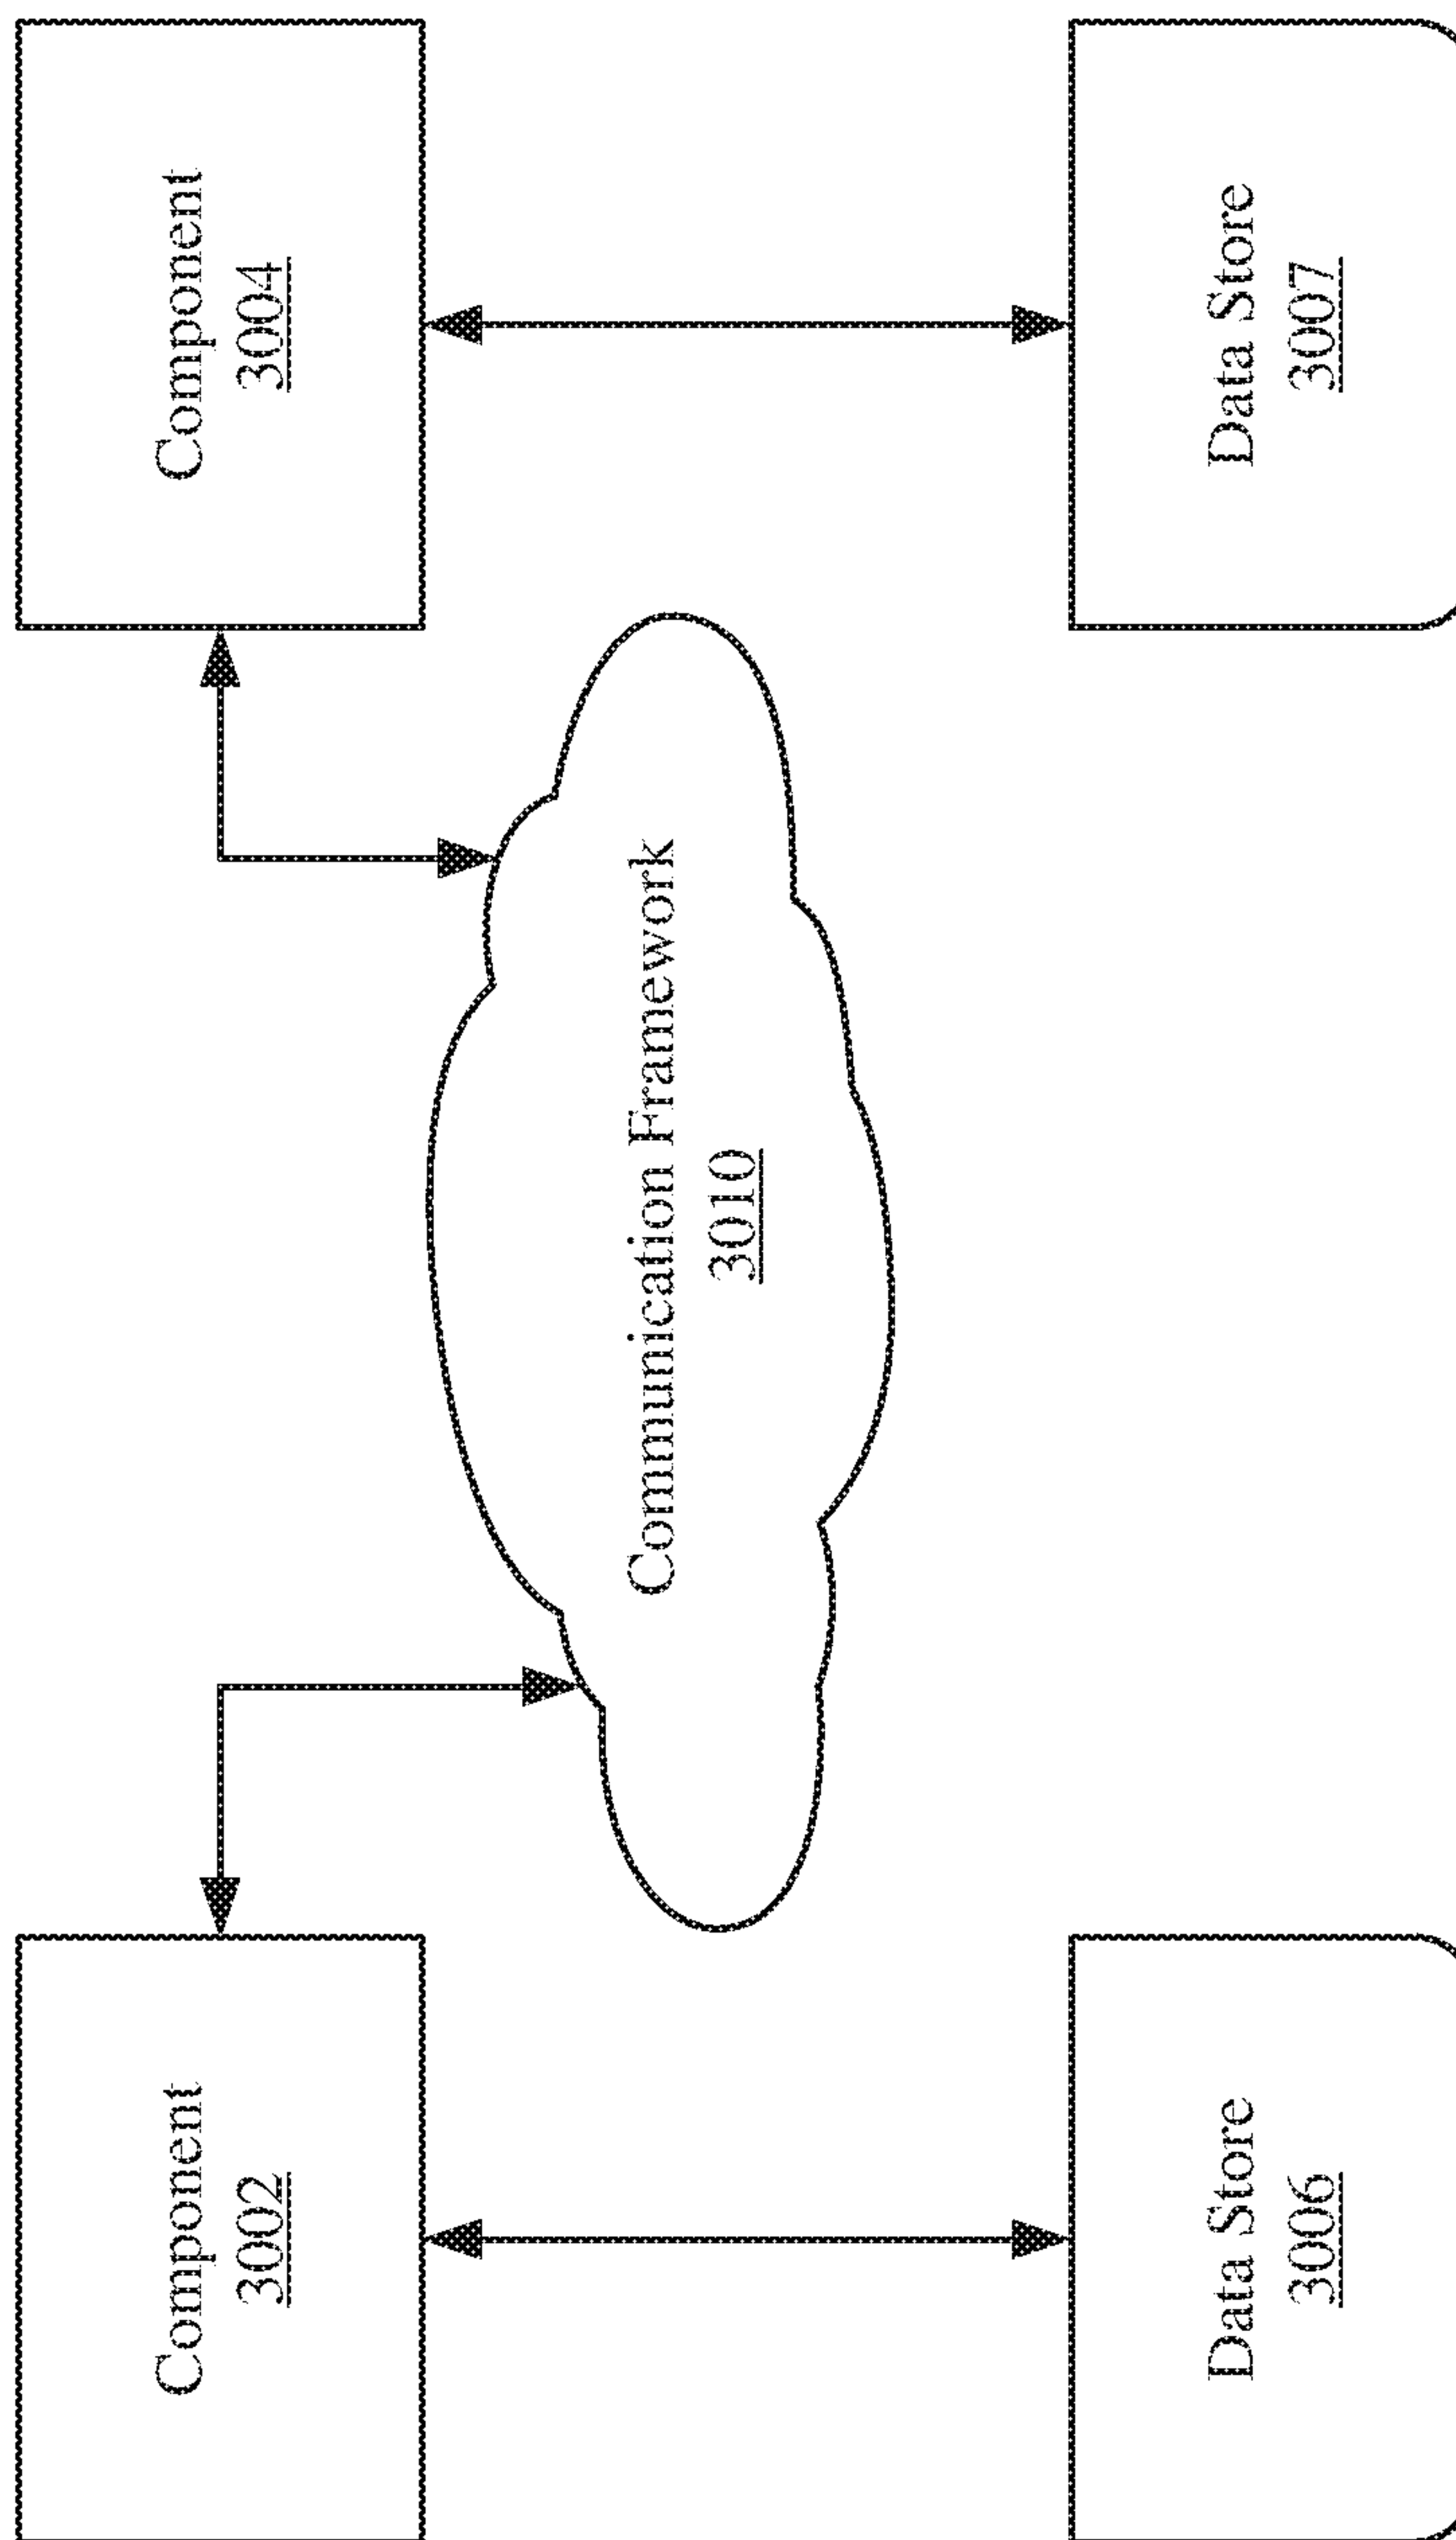 Component
3002
Component
3004
Communication Framework
3010
Data Store
3006
Data Store
3007